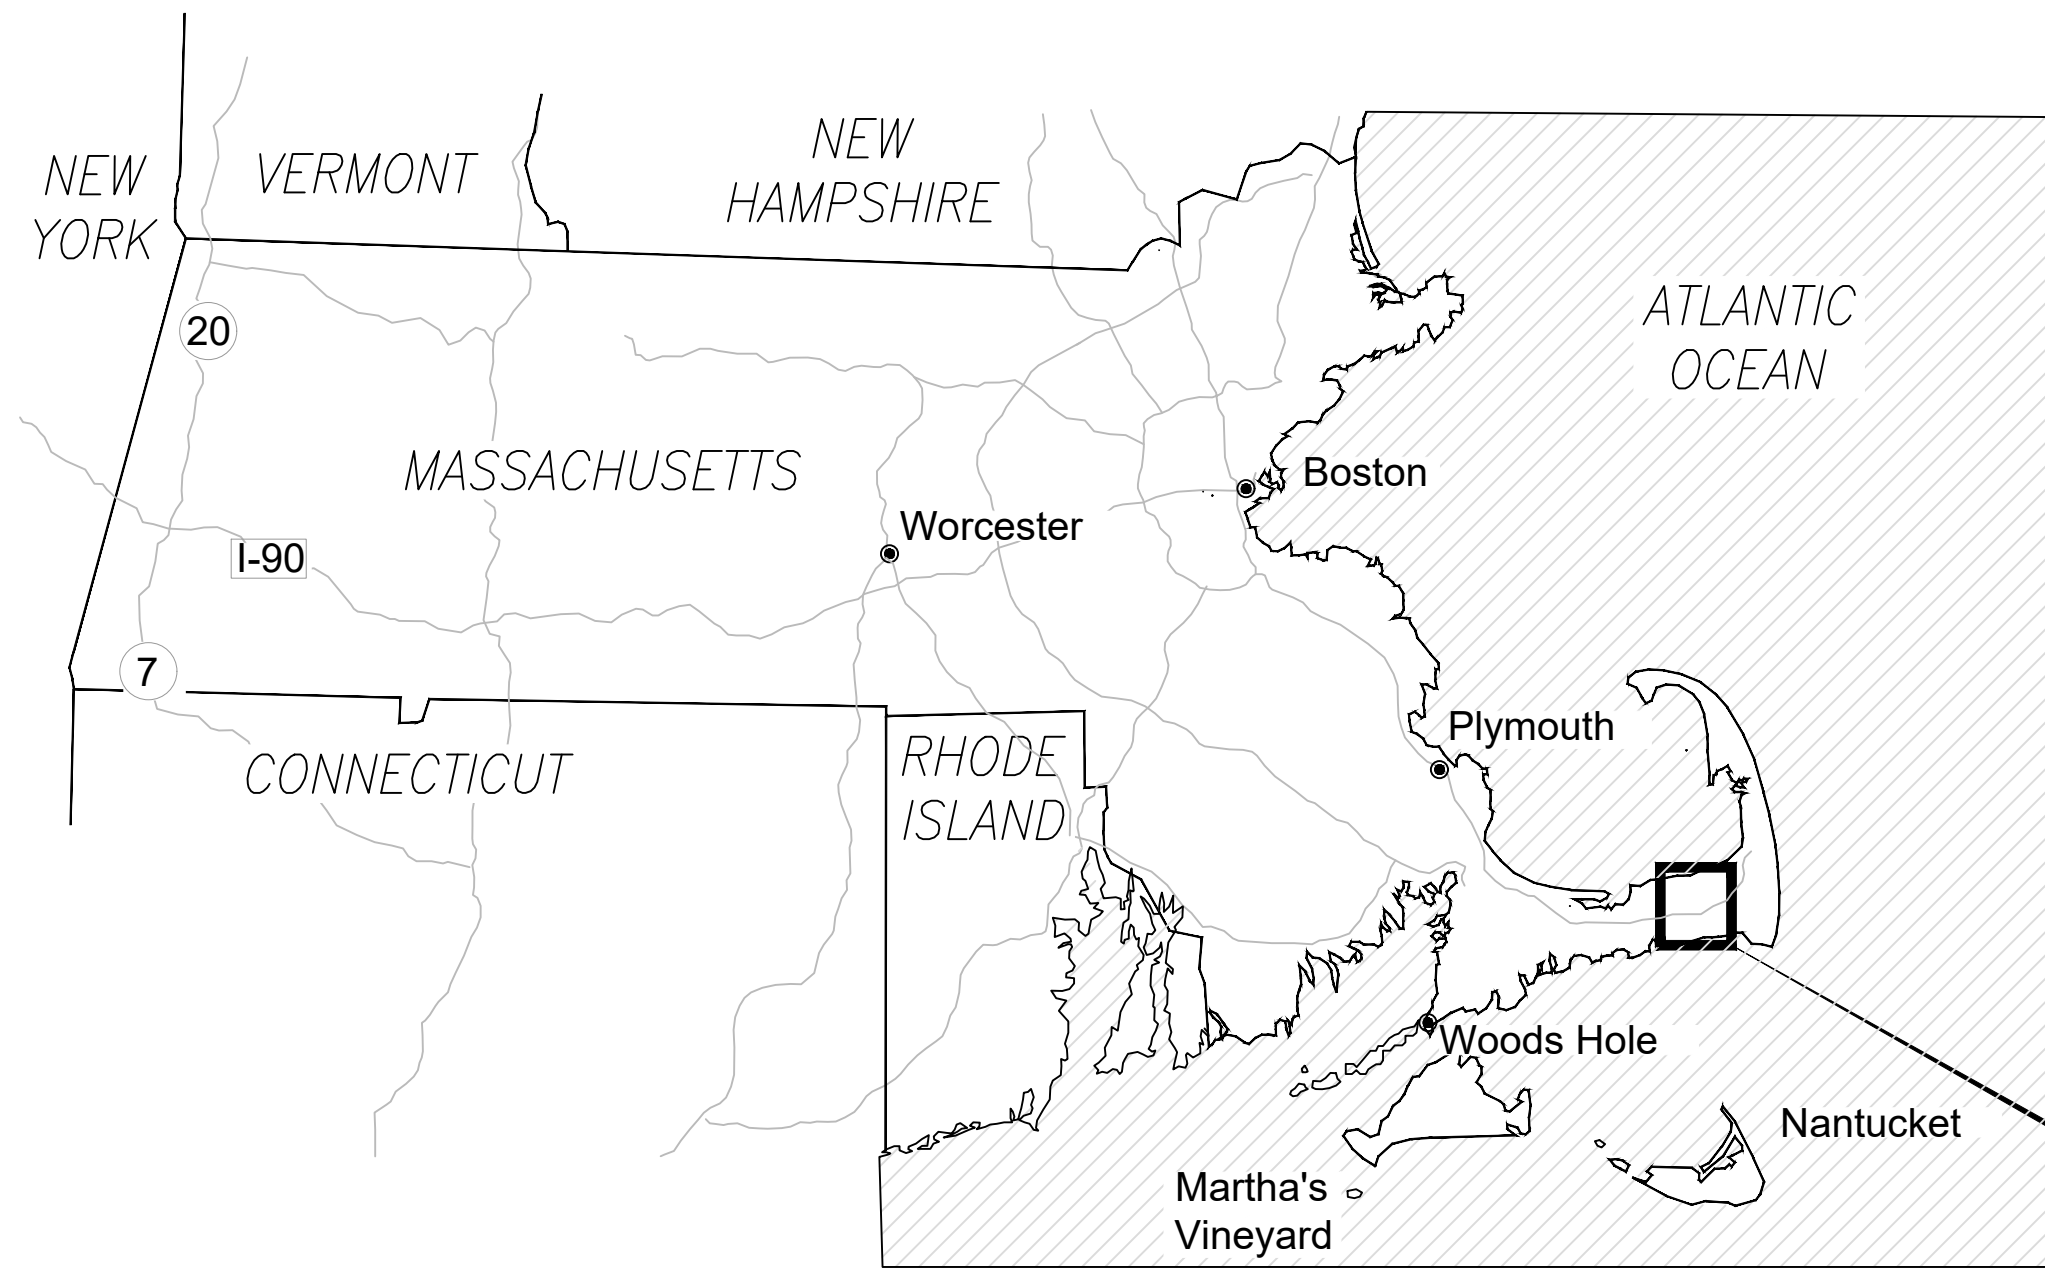 NEW
YORK
VERMONT
NEW
HAMPSHIRE
ATLANTIC
OCEAN
20
MASSACHUSETTS
Boston
Worcester
I-90
7
Plymouth
CONNECTICUT
RHODE
ISLAND
Woods Hole
Nantucket
Martha's
Vineyard